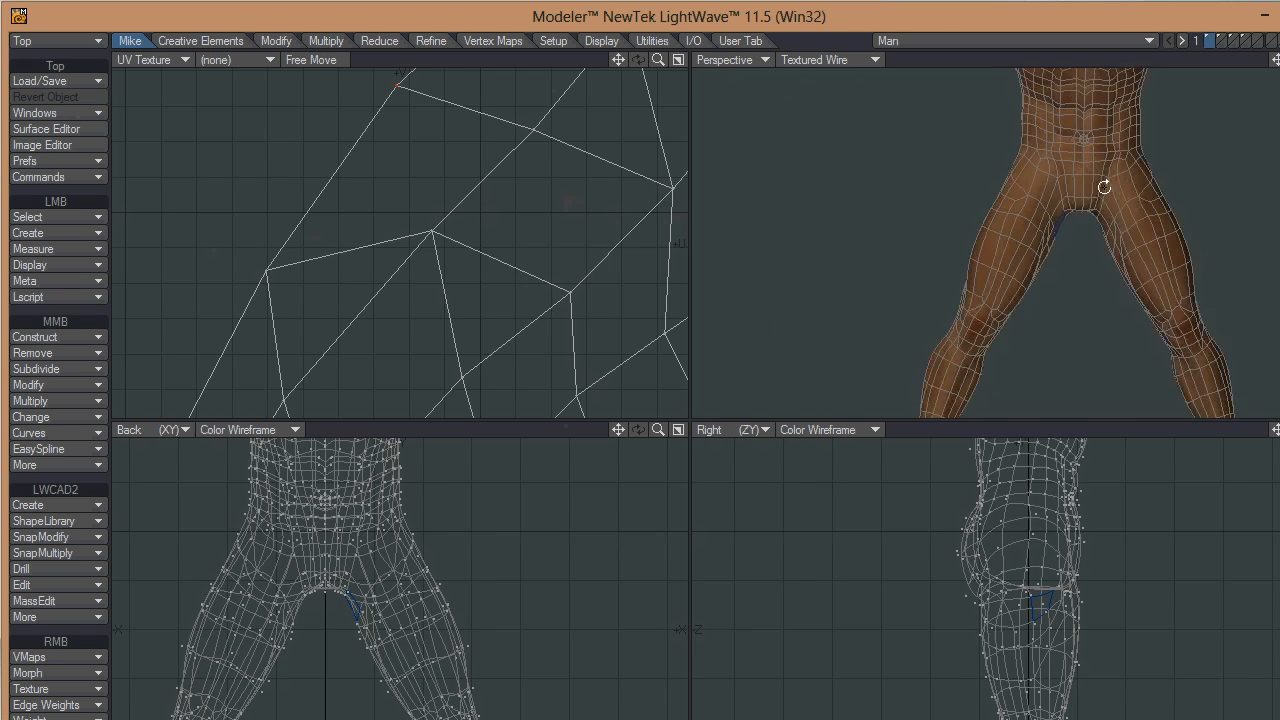 Modeler™ NewTek LightWave™ 11.5 (Win32)
Top Mike Creative Elements Modify Multiply Reduce Refine Vertex Maps Setup Display Utilities I/O User Tab Man 1
UV Texture (none) Free Move Perspective Textured Wire
Top
Load/Save
Revert Object
Windows
Surface Editor
Image Editor
Prefs
Commands
LMB
Select
Create
Measure
Display
Meta
Lscript
MMB
Construct
Remove
Subdivide
Modify
Multiply
Change
Curves
EasySpline
More
LWCAD2
Create
ShapeLibrary
SnapModify
SnapMultiply
Drill
Edit
MassEdit
More
RMB
VMaps
Morph
Texture
Edge Weights
Weight
+U
Back (XY) Color Wireframe Right (ZY) Color Wireframe
-X +X -Z